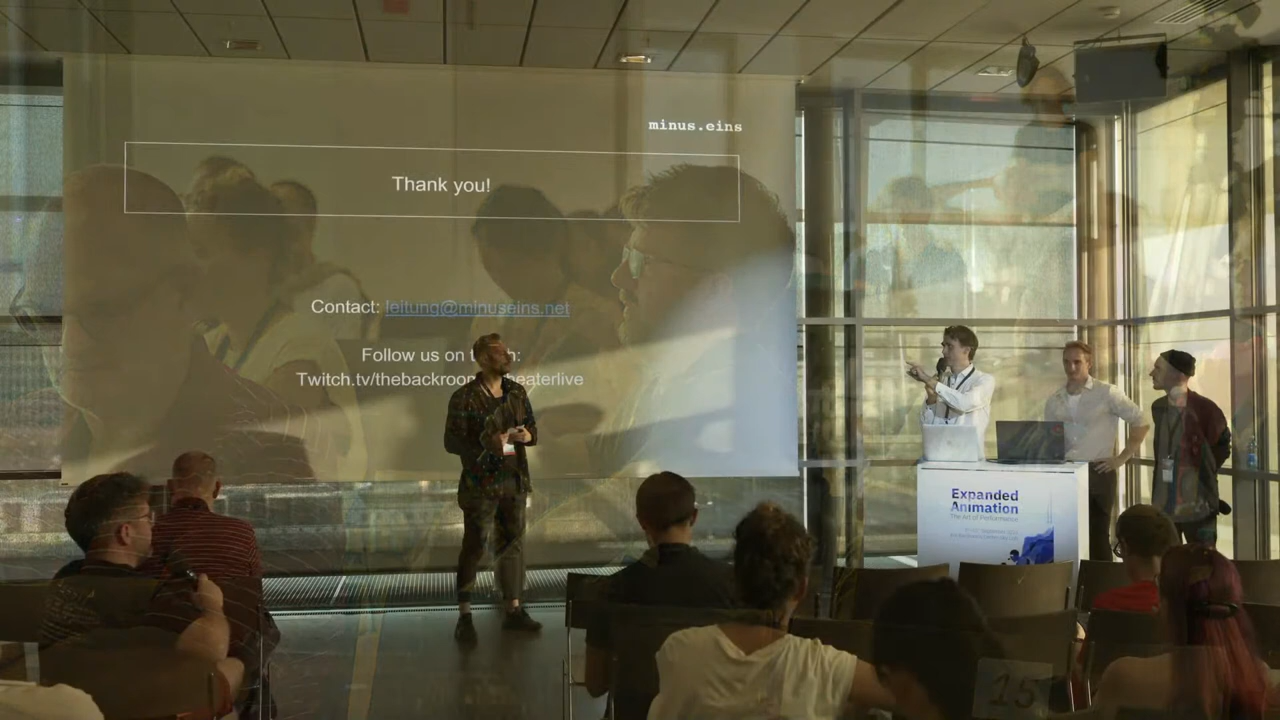 minus.eins
Thank you!
Contact: leitung@minuseins.net
Follow us on
Twitch.tv/thebackroo
eaterlive
Expanded
Animation
The Art of Performance
15